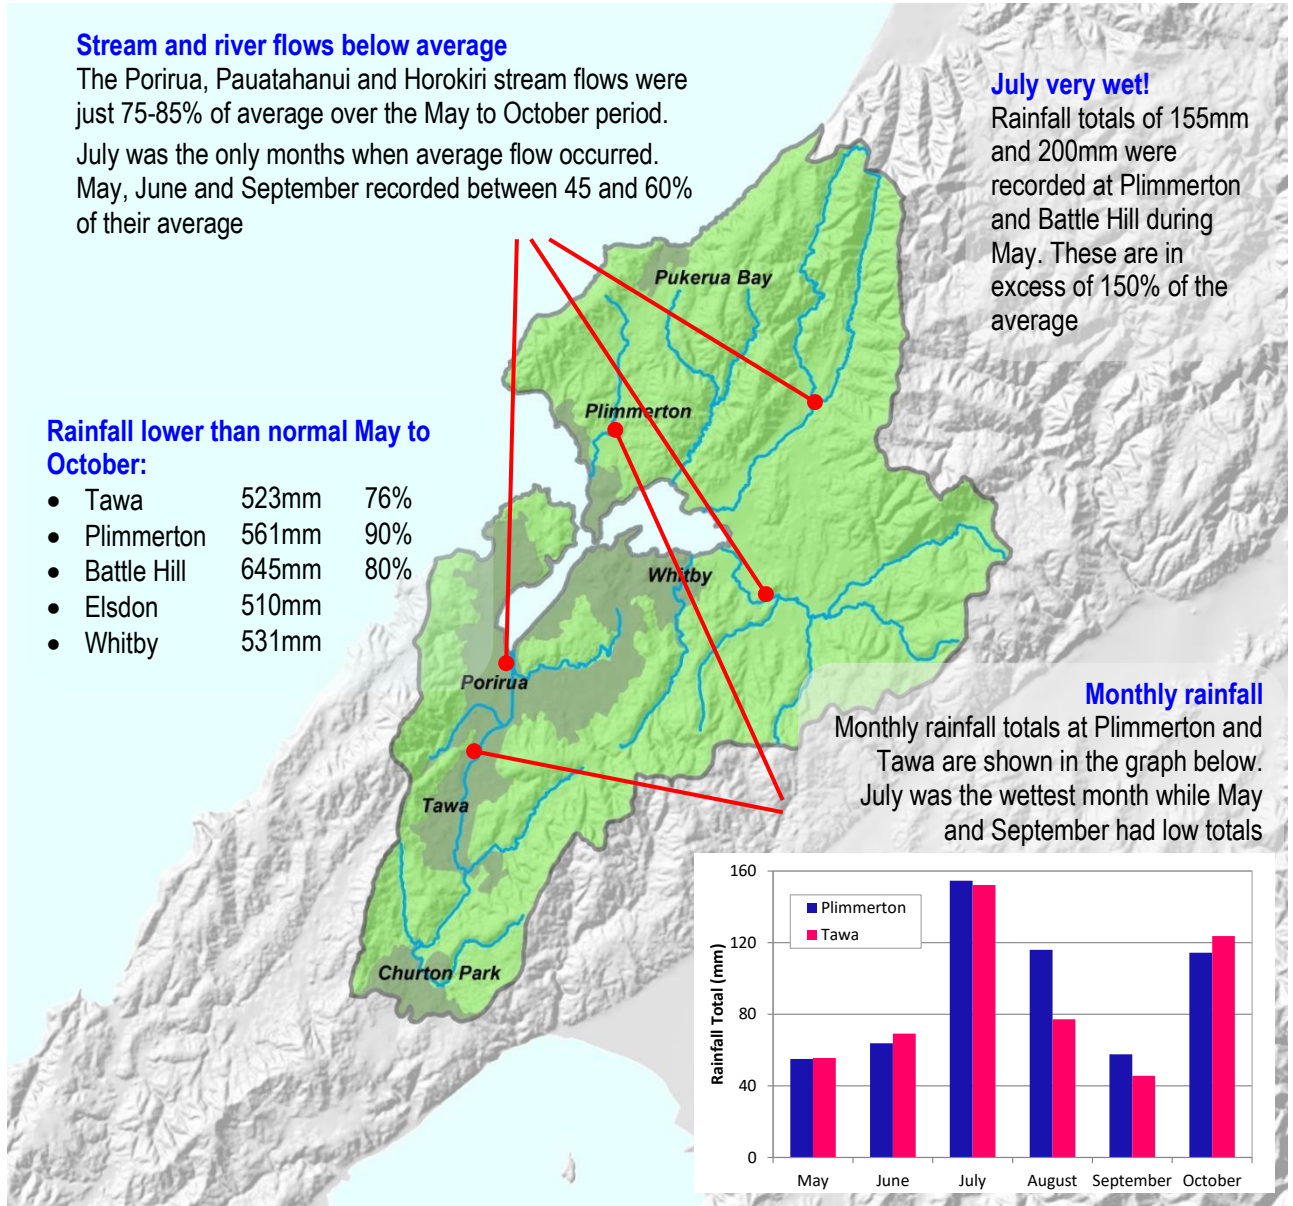 Stream and river flows below average
The Porirua, Pauatahanui and Horokiri stream flows were
just 75-85% of average over the May to October period.
July was the only months when average flow occurred.
May, June and September recorded between 45 and 60%
of their average
July very wet!
Rainfall totals of 155mm
and 200mm were
recorded at Plimmerton
and Battle Hill during
May. These are in
excess of 150% of the
average
Pukerua Bay
Plimmerton
Rainfall lower than normal May to
October:
• Tawa 523mm 76%
• Plimmerton 561mm 90%
• Battle Hill 645mm 80%
• Elsdon 510mm
• Whitby 531mm
Whitby
Porirua
Tawa
Churton Park
Monthly rainfall
Monthly rainfall totals at Plimmerton and
Tawa are shown in the graph below.
July was the wettest month while May
and September had low totals
Rainfall Total (mm)
160
120
80
40
0
Plimmerton
Tawa
May June July August September October